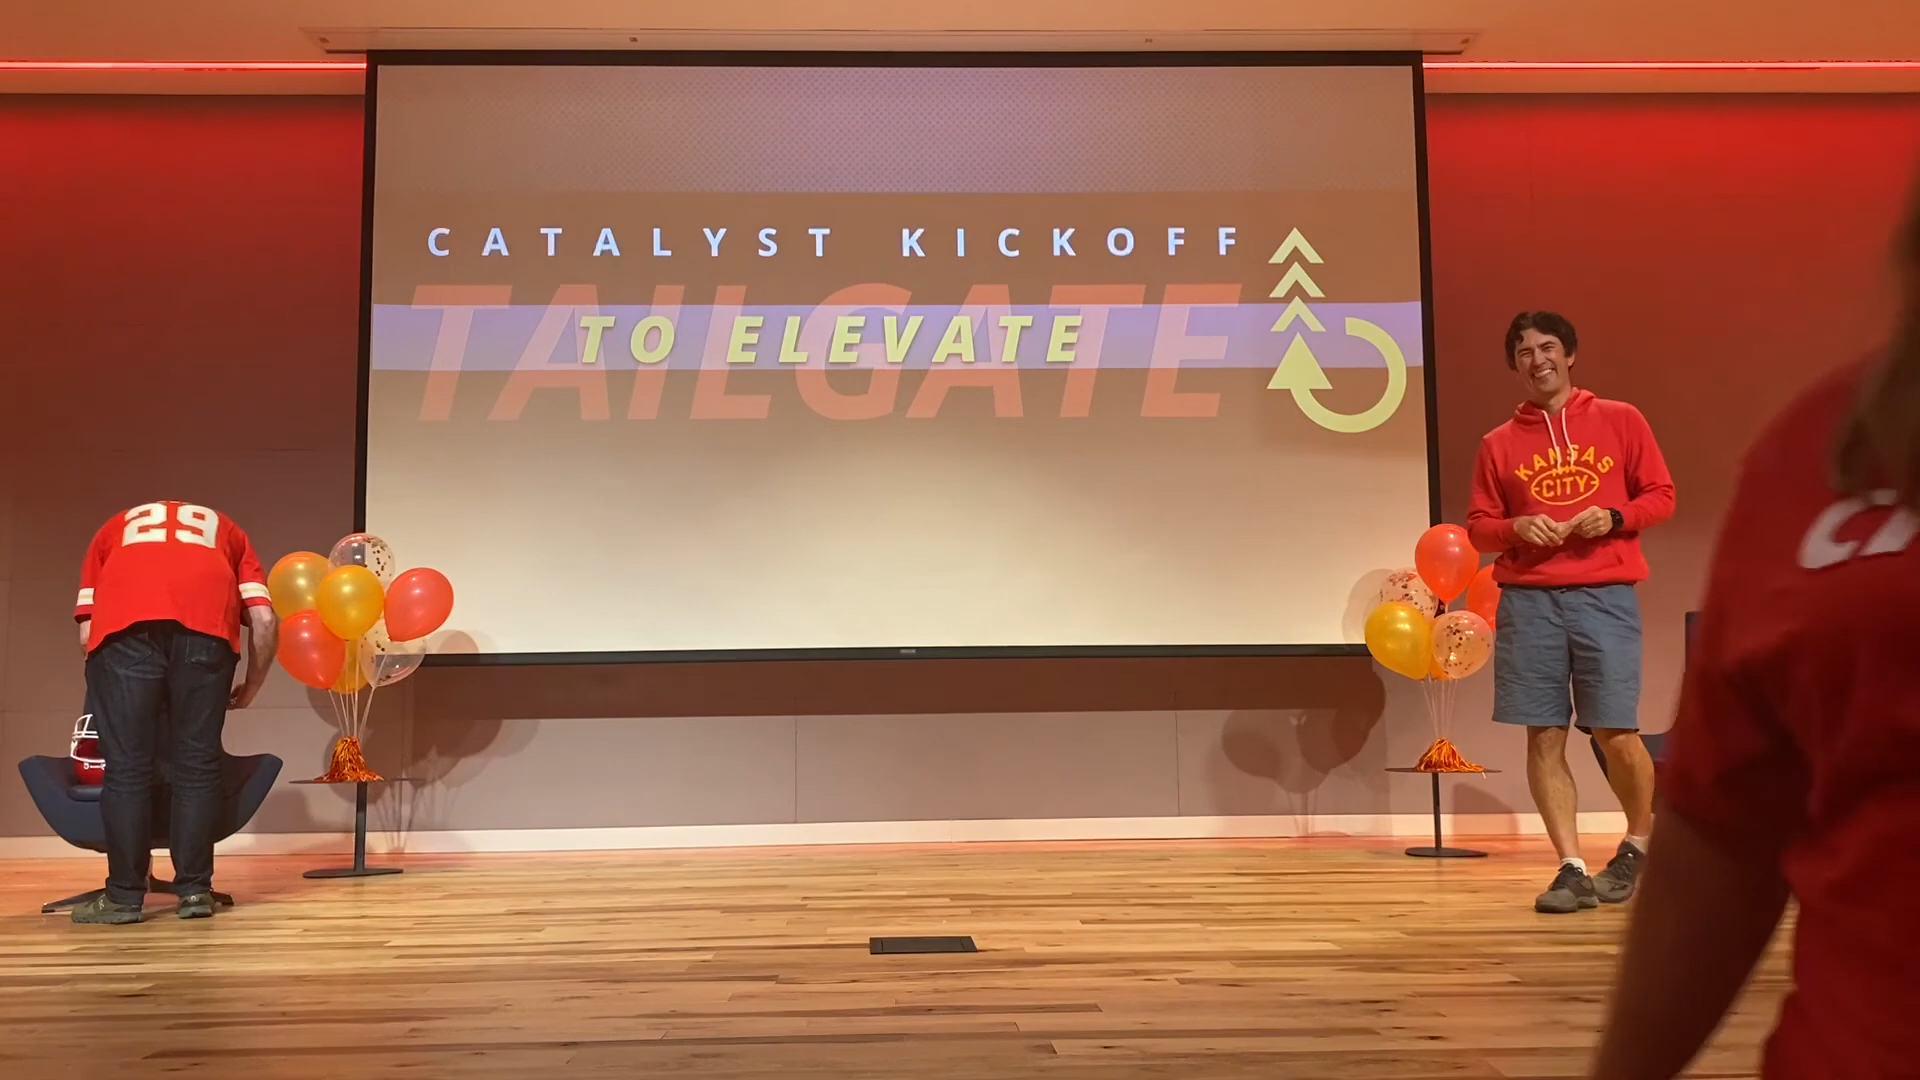 CATALYST KICKOFF
TAILGATE
TO ELEVATE
KANSAS
CITY
29